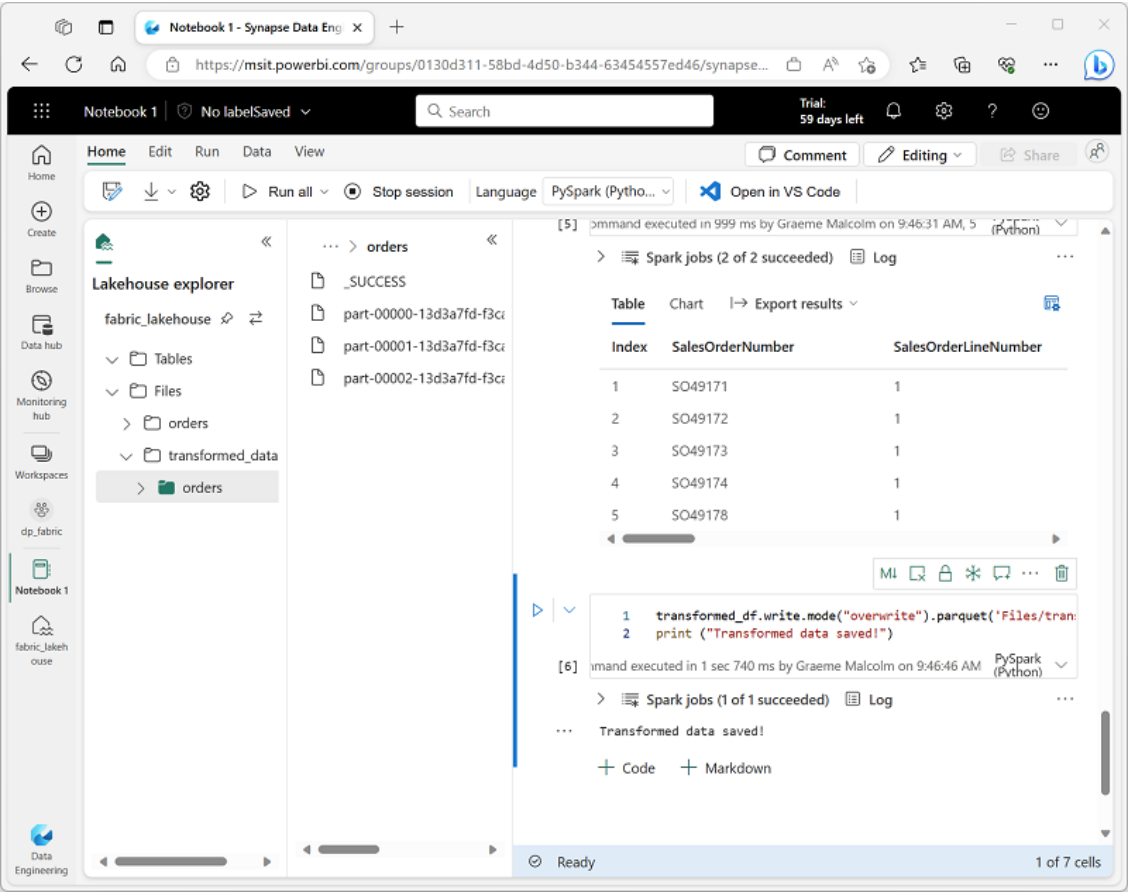 Notebook 1 - Synapse Data Eng
https://msit.powerbi.com/groups/0130d311-58bd-4d50-b344-63454557ed46/synapse...
Notebook 1
No labelSaved
Search
Trial:
59 days left
Home Edit Run Data View
Comment
Editing
Share
Run all
Stop session
Language
PySpark (Pytho...
Open in VS Code
Home
Create
Browse
Data hub
Monitoring
hub
Workspaces
dp_fabric
Notebook 1
fabric_lakeh
ouse
Data
Engineering
Lakehouse explorer
fabric_lakehouse
Tables
Files
orders
transformed_data
orders
... > orders
_SUCCESS
part-00000-13d3a7fd-f3ca
part-00001-13d3a7fd-f3ca
part-00002-13d3a7fd-f3ca
[5] ommand executed in 999 ms by Graeme Malcolm on 9:46:31 AM, 5
PySpark
(Python)
Spark jobs (2 of 2 succeeded) Log
Table Chart Export results
Index SalesOrderNumber SalesOrderLineNumber
1 SO49171 1
2 SO49172 1
3 SO49173 1
4 SO49174 1
5 SO49178 1
M↓
1 transformed_df.write.mode("overwrite").parquet('Files/tran
2 print ("Transformed data saved!")
[6] mmand executed in 1 sec 740 ms by Graeme Malcolm on 9:46:46 AM
PySpark
(Python)
Spark jobs (1 of 1 succeeded) Log
Transformed data saved!
+ Code + Markdown
Ready
1 of 7 cells